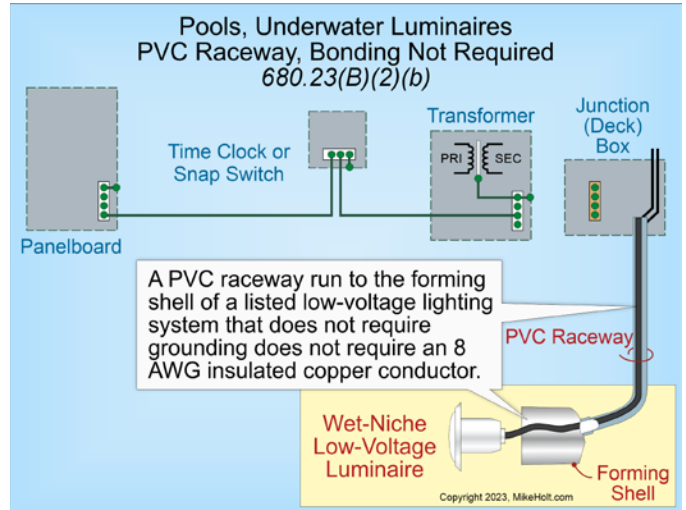 Pools, Underwater Luminaires
PVC Raceway, Bonding Not Required
680.23(B)(2)(b)
Junction
(Deck)
Box
Transformer
Time Clock or
Snap Switch
PRI
SEC
Panelboard
A PVC raceway run to the forming
shell of a listed low-voltage lighting
system that does not require
grounding does not require an 8
AWG insulated copper conductor.
PVC Raceway
Wet-Niche
Low-Voltage
Luminaire
Forming
Shell
Copyright 2023, MikeHolt.com